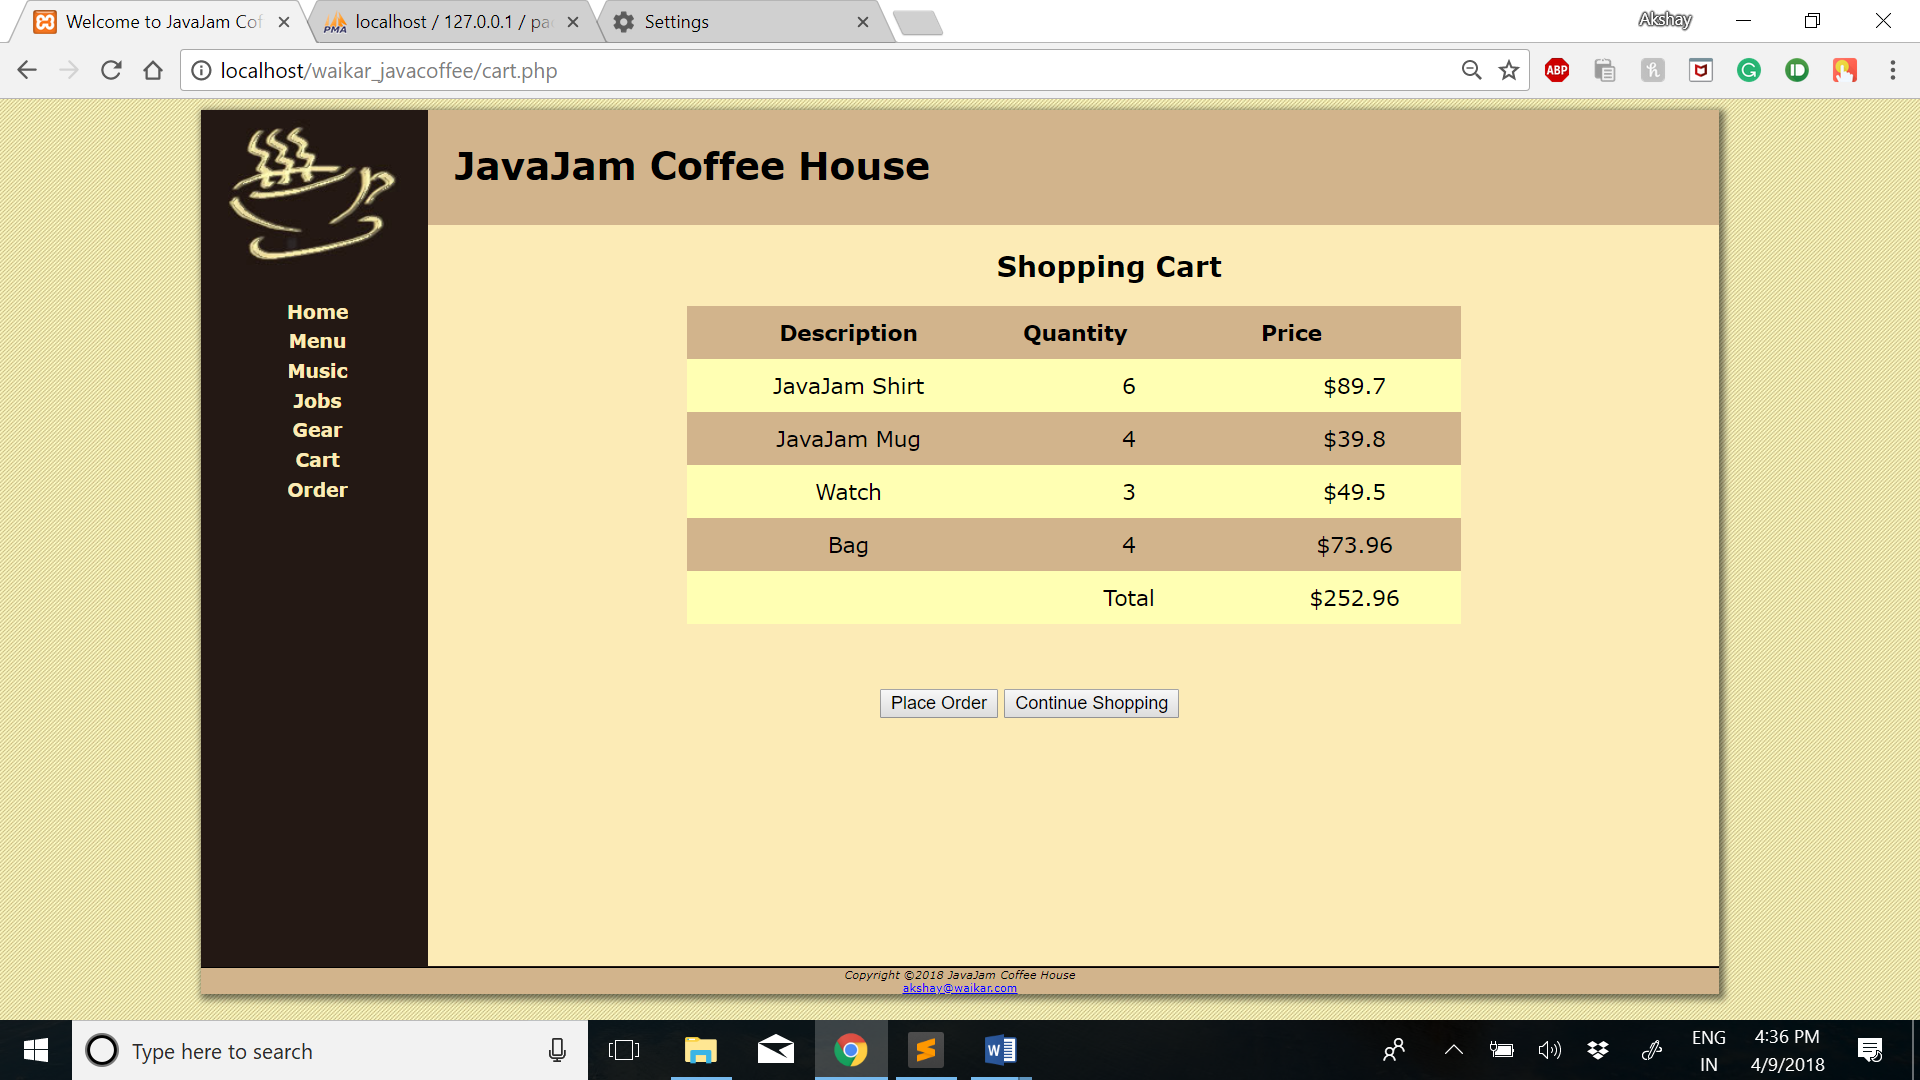 Welcome to JavaJam Cof
localhost / 127.0.0.1 / pa
Settings
Akshay
localhost/waikar_javacoffee/cart.php
ABP
JavaJam Coffee House
Home
Menu
Music
Jobs
Gear
Cart
Order
Shopping Cart
Description Quantity Price
JavaJam Shirt 6 $89.7
JavaJam Mug 4 $39.8
Watch 3 $49.5
Bag 4 $73.96
Total $252.96
Place Order Continue Shopping
Copyright ©2018 JavaJam Coffee House
akshay@waikar.com
Type here to search
ENG
IN
4:36 PM
4/9/2018